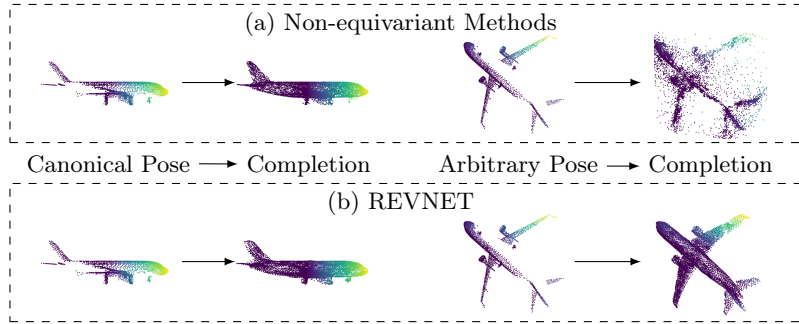 (a) Non-equivariant Methods
Canonical Pose Completion Arbitrary Pose Completion
(b) REVNET